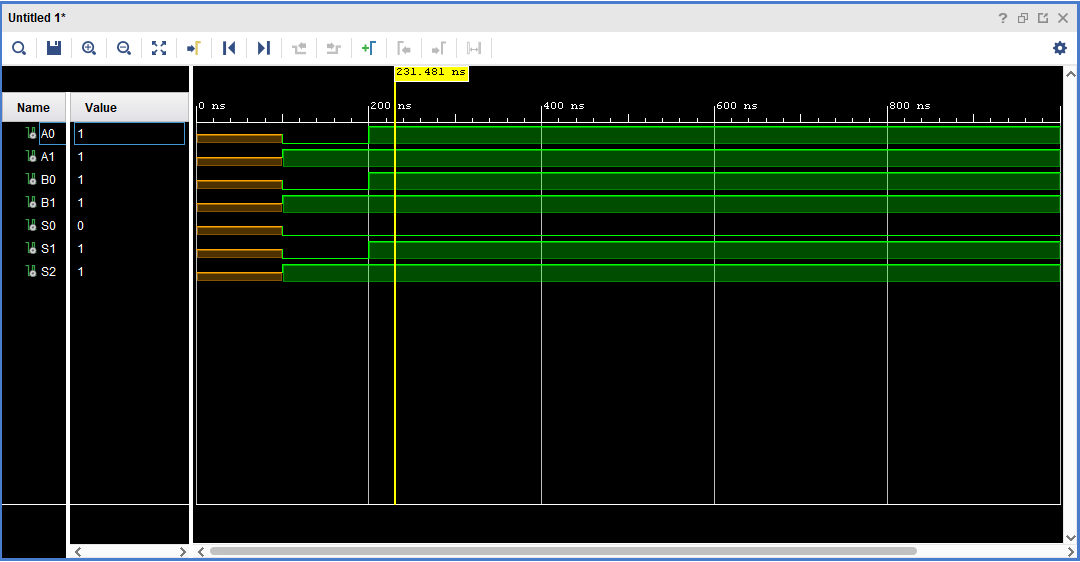 Untitled 1*
231.481 ns
Name Value
0 ns 200 ns 400 ns 600 ns 800 ns
A0 1
A1 1
B0 1
B1 1
S0 0
S1 1
S2 1